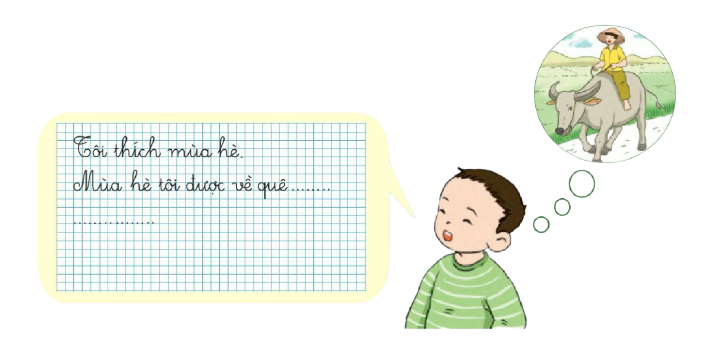 Tôi thích mùa hè.
Mùa hè tôi được về quê ........
...............